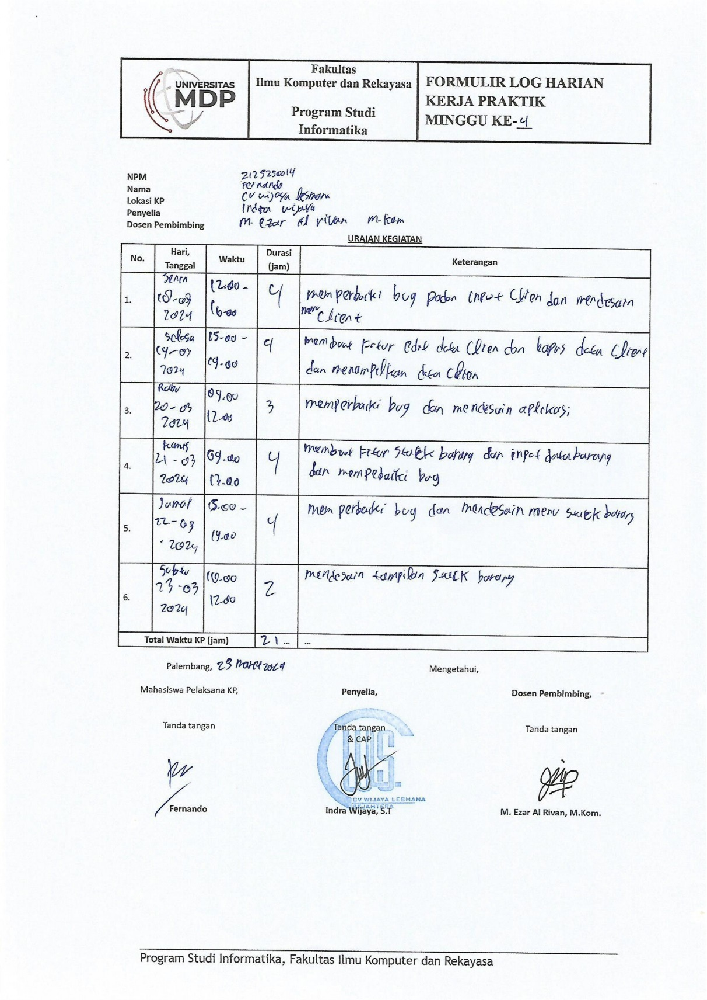 UNIVERSITAS
MDP
Fakultas
Ilmu Komputer dan Rekayasa
Program Studi
Informatika
FORMULIR LOG HARIAN
KERJA PRAKTIK
MINGGU KE-4
NPM 2125250014
Nama Fernando
Lokasi KP CV wijaya lesmana
Penyelia Indra wijaya
Dosen Pembimbing M. Ezar Al rivan M.kom
URAIAN KEGIATAN
No. Hari, Tanggal Waktu Durasi (jam) Keterangan
1. Senin 18-03 2024 12.00 - 16.00 4 memperbaiki bug padan input Clien dan mendesain
menu Client
2. Selasa 19-03 2024 15-00 - 19.00 4 membuat Fitur edit data Clien dan hapus data Client
dan menampilkan data Clien
3. Rabu 20-03 2024 09.00 12.00 3 memperbaiki bug dan mendesain aplikasi
4. kamis 21-03 2024 09.00 13.00 4 membuat Fitur stock barang dan input data barang
dan mempebaiki bug
5. Jumat 22-03 2024 15.00 - 19.00 4 memperbaiki bug dan mendesain menu stock barang
6. Sabtu 23-03 2024 10.00 12.00 2 mendesain tampilan stock barang
Total Waktu KP (jam) 21... ...
Palembang, 23 maret 2024 Mengetahui,
Mahasiswa Pelaksana KP, Penyelia, Dosen Pembimbing,
Tanda tangan Tanda tangan & CAP Tanda tangan
CV WIJAYA LESMANA
SEJAHTERA
Fernando Indra Wijaya, S.T M. Ezar Al Rivan, M.Kom.
Program Studi Informatika, Fakultas Ilmu Komputer dan Rekayasa